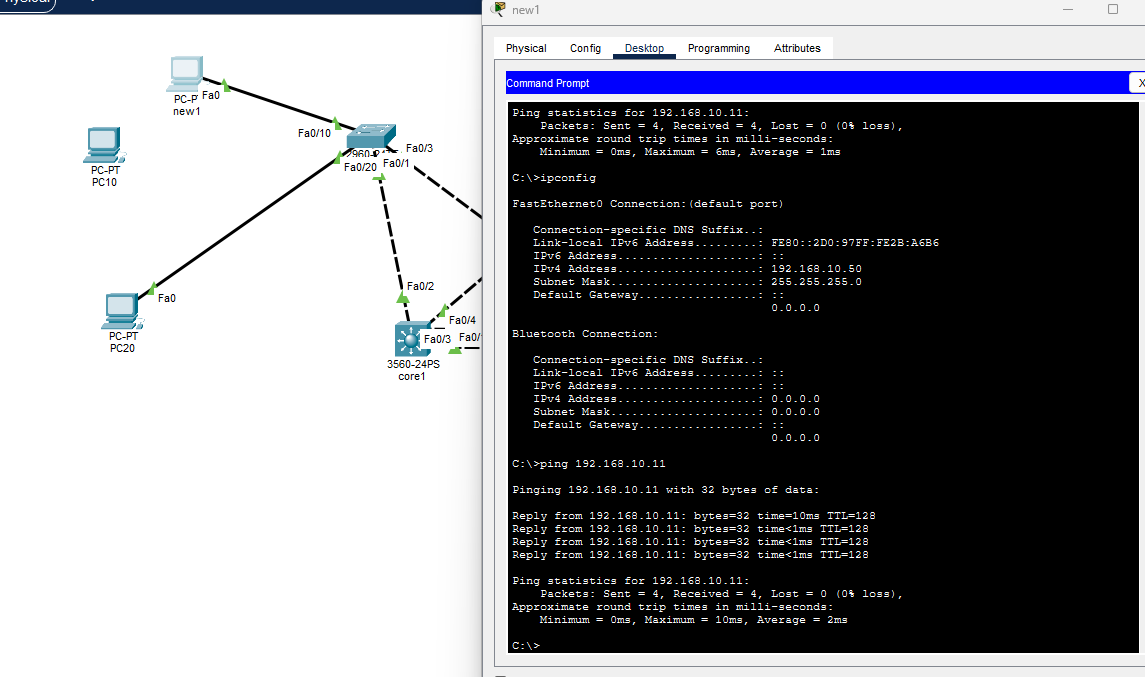 new1
Physical Config Desktop Programming Attributes
Command Prompt
X
Ping statistics for 192.168.10.11:
Packets: Sent = 4, Received = 4, Lost = 0 (0% loss),
Approximate round trip times in milli-seconds:
Minimum = 0ms, Maximum = 6ms, Average = 1ms
C:\>ipconfig
FastEthernet0 Connection:(default port)
Connection-specific DNS Suffix..:
Link-local IPv6 Address.........: FE80::2D0:97FF:FE2B:A6B6
IPv6 Address....................: ::
IPv4 Address....................: 192.168.10.50
Subnet Mask.....................: 255.255.255.0
Default Gateway.................: ::
0.0.0.0
Bluetooth Connection:
Connection-specific DNS Suffix..:
Link-local IPv6 Address.........: ::
IPv6 Address....................: ::
IPv4 Address....................: 0.0.0.0
Subnet Mask.....................: 0.0.0.0
Default Gateway.................: ::
0.0.0.0
C:\>ping 192.168.10.11
Pinging 192.168.10.11 with 32 bytes of data:
Reply from 192.168.10.11: bytes=32 time=10ms TTL=128
Reply from 192.168.10.11: bytes=32 time<1ms TTL=128
Reply from 192.168.10.11: bytes=32 time<1ms TTL=128
Reply from 192.168.10.11: bytes=32 time<1ms TTL=128
Ping statistics for 192.168.10.11:
Packets: Sent = 4, Received = 4, Lost = 0 (0% loss),
Approximate round trip times in milli-seconds:
Minimum = 0ms, Maximum = 10ms, Average = 2ms
C:\>
Fa0
new1
PC-PT
PC10
Fa0/10
Fa0/3
Fa0/20
Fa0/1
Fa0
PC-PT
PC20
Fa0/2
Fa0/4
Fa0/3
3560-24PS
core1